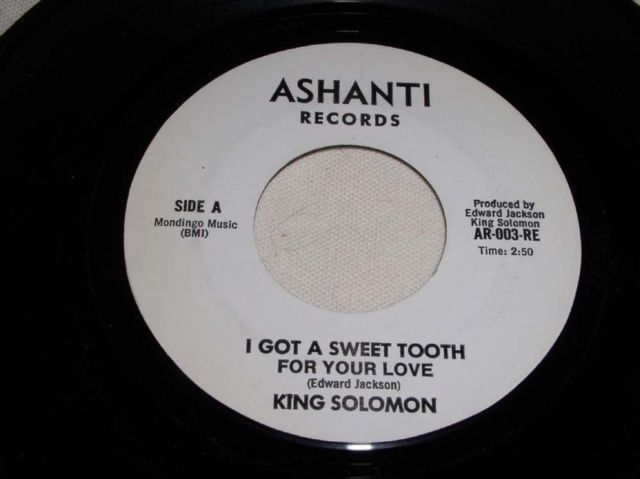 ASHANTI
RECORDS
SIDE A
Mondingo Music
(BMI)
Produced by
Edward Jackson
King Solomon
AR-003-RE
Time: 2:50
I GOT A SWEET TOOTH
FOR YOUR LOVE
(Edward Jackson)
KING SOLOMON